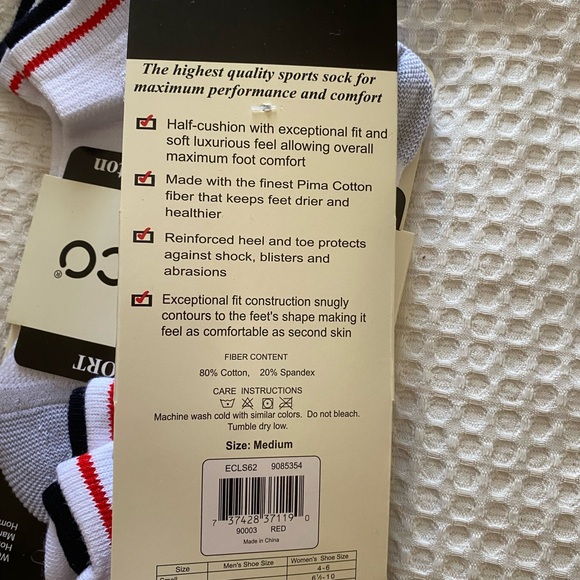 The highest quality sports sock for
maximum performance and comfort
Half-cushion with exceptional fit and
soft luxurious feel allowing overall
maximum foot comfort
Made with the finest Pima Cotton
fiber that keeps feet drier and
healthier
Reinforced heel and toe protects
against shock, blisters and
abrasions
Exceptional fit construction snugly
contours to the feet's shape making it
feel as comfortable as second skin
FIBER CONTENT
80% Cotton, 20% Spandex
CARE INSTRUCTIONS
Machine wash cold with similar colors. Do not bleach.
Tumble dry low.
Size: Medium
ECLS62 9085354
7 37428 37119 0
90003 RED
Made in China
Size Men's Shoe Size Women's Shoe Size
Small 4-6
6½-10